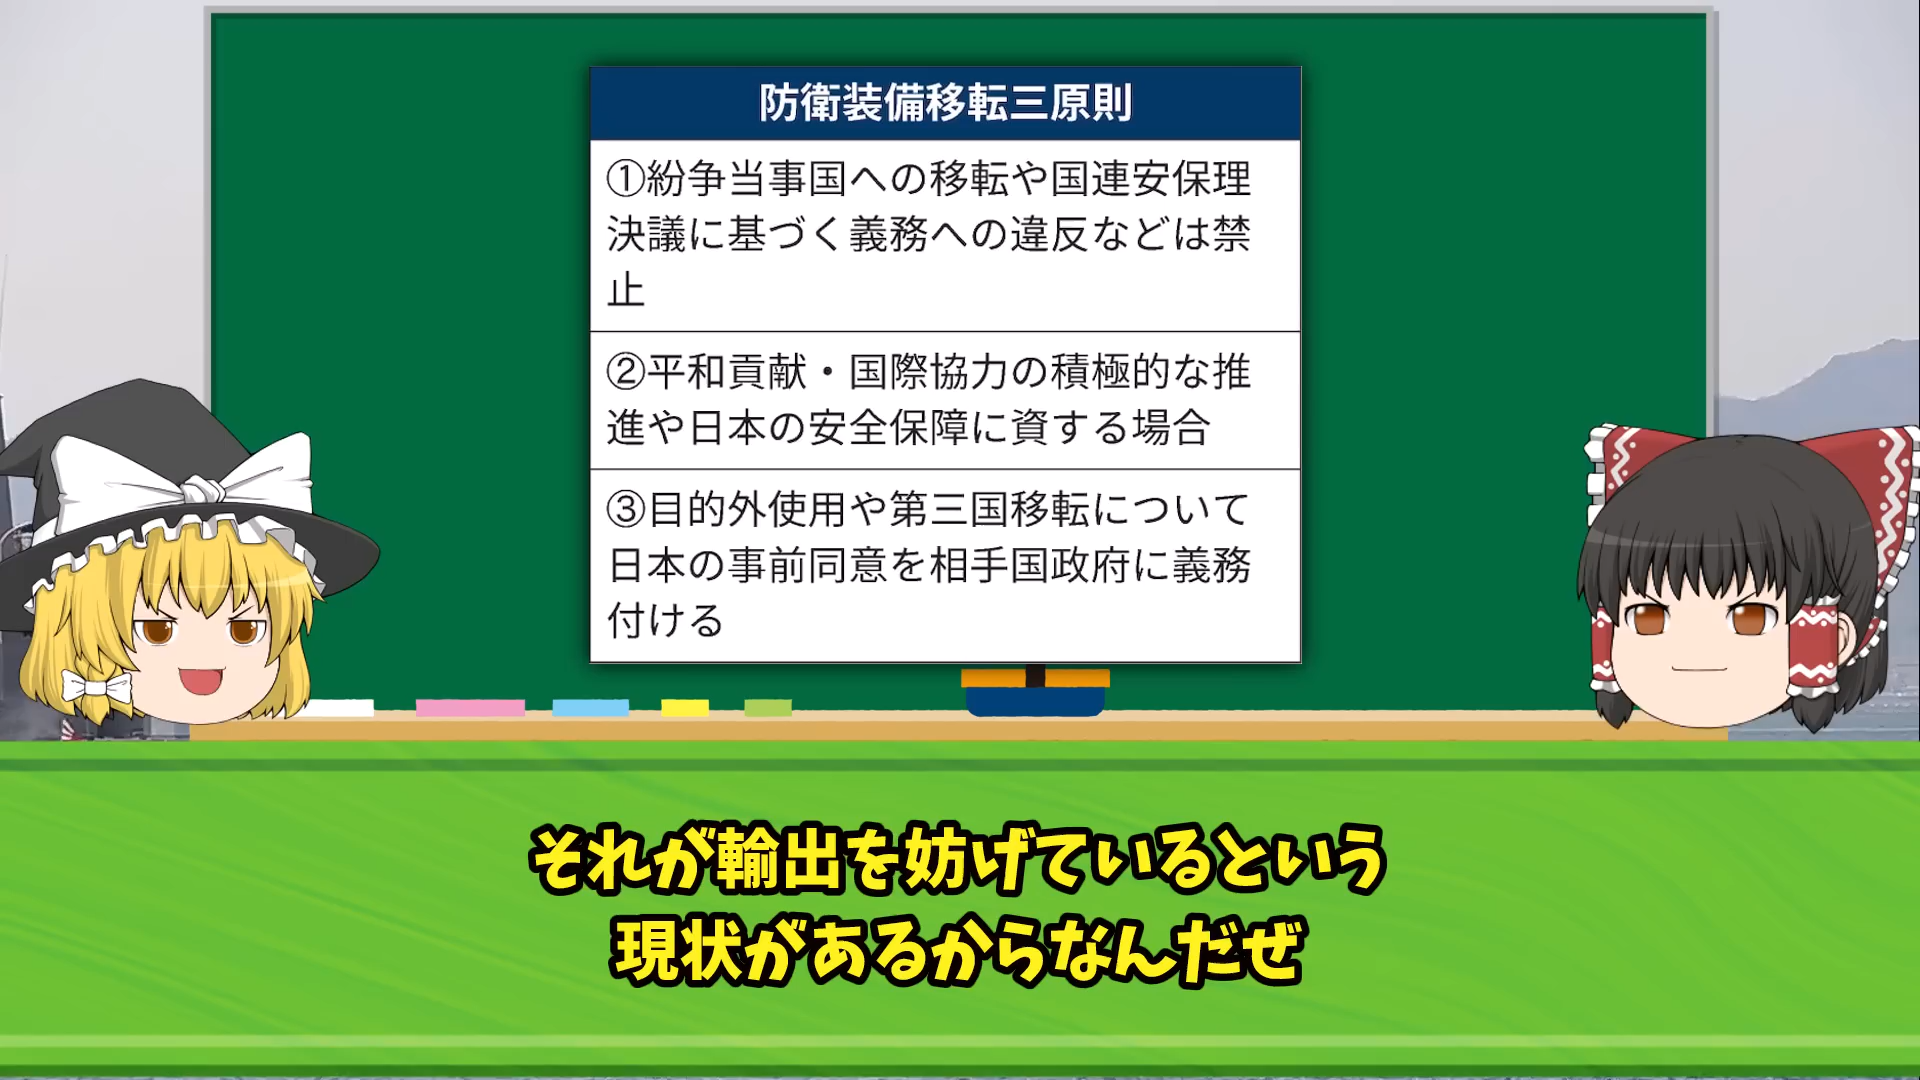 防衛装備移転三原則
①紛争当事国への移転や国連安保理
決議に基づく義務への違反などは禁
止
②平和貢献・国際協力の積極的な推
進や日本の安全保障に資する場合
③目的外使用や第三国移転について
日本の事前同意を相手国政府に義務
付ける
それが輸出を妨げているという
現状があるからなんだぜ